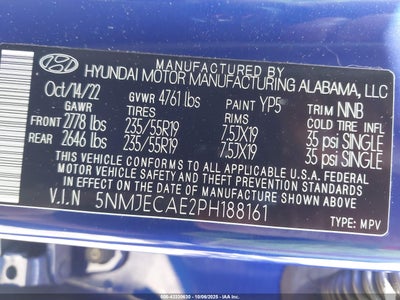 MANUFACTURED BY
HYUNDAI MOTOR MANUFACTURING ALABAMA, LLC
Oct/14/22 GVWR 4761 lbs PAINT YP5 TRIM NNB
GAWR TIRES RIMS COLD TIRE INFL
FRONT 2778 lbs 235/55R19 7.5JX19 35 psi SINGLE
REAR 2646 lbs 235/55R19 7.5JX19 35 psi SINGLE
THIS VEHICLE CONFORMS TO ALL APPLICABLE U.S.A. FEDERAL
MOTOR VEHICLE SAFETY, BUMPER,
& THEFT PREVENTION STANDARDS IN EFFECT ON THE DATE OF
MANUFACTURE SHOWN ABOVE.
V.I.N 5NMJECAE2PH188161
TYPE: MPV